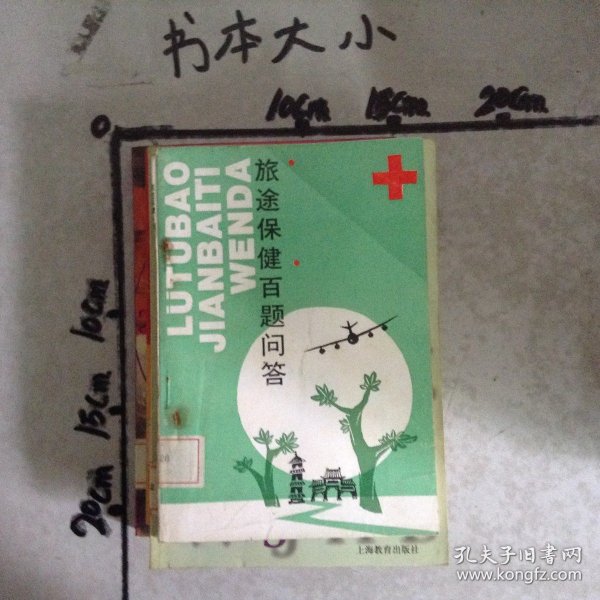 书本大小
10cm 15cm 20cm
0
10cm
15cm
20cm
LÜTUBAO
JIANBAITI
WENDA
旅途保健百题问答
上海教育出版社
孔夫子旧书网
www.kongfz.com